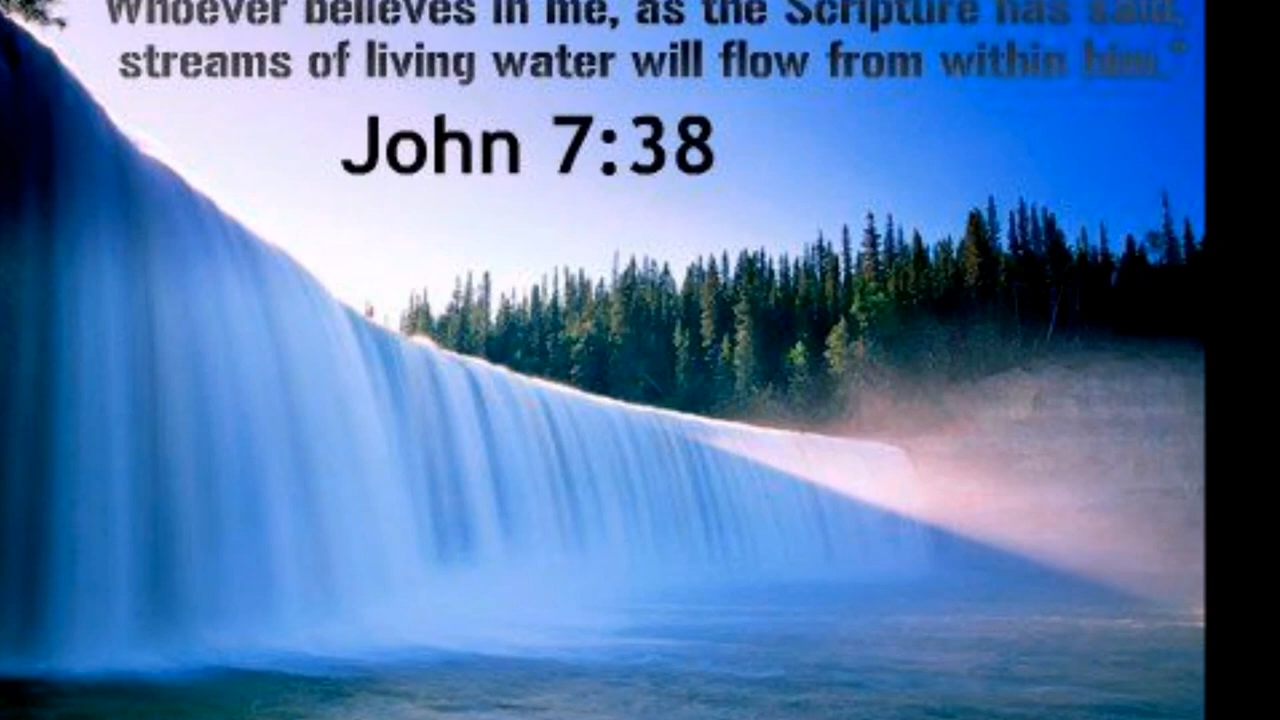 Whoever believes in me, as the Scripture has said,
streams of living water will flow from within him."
John 7:38